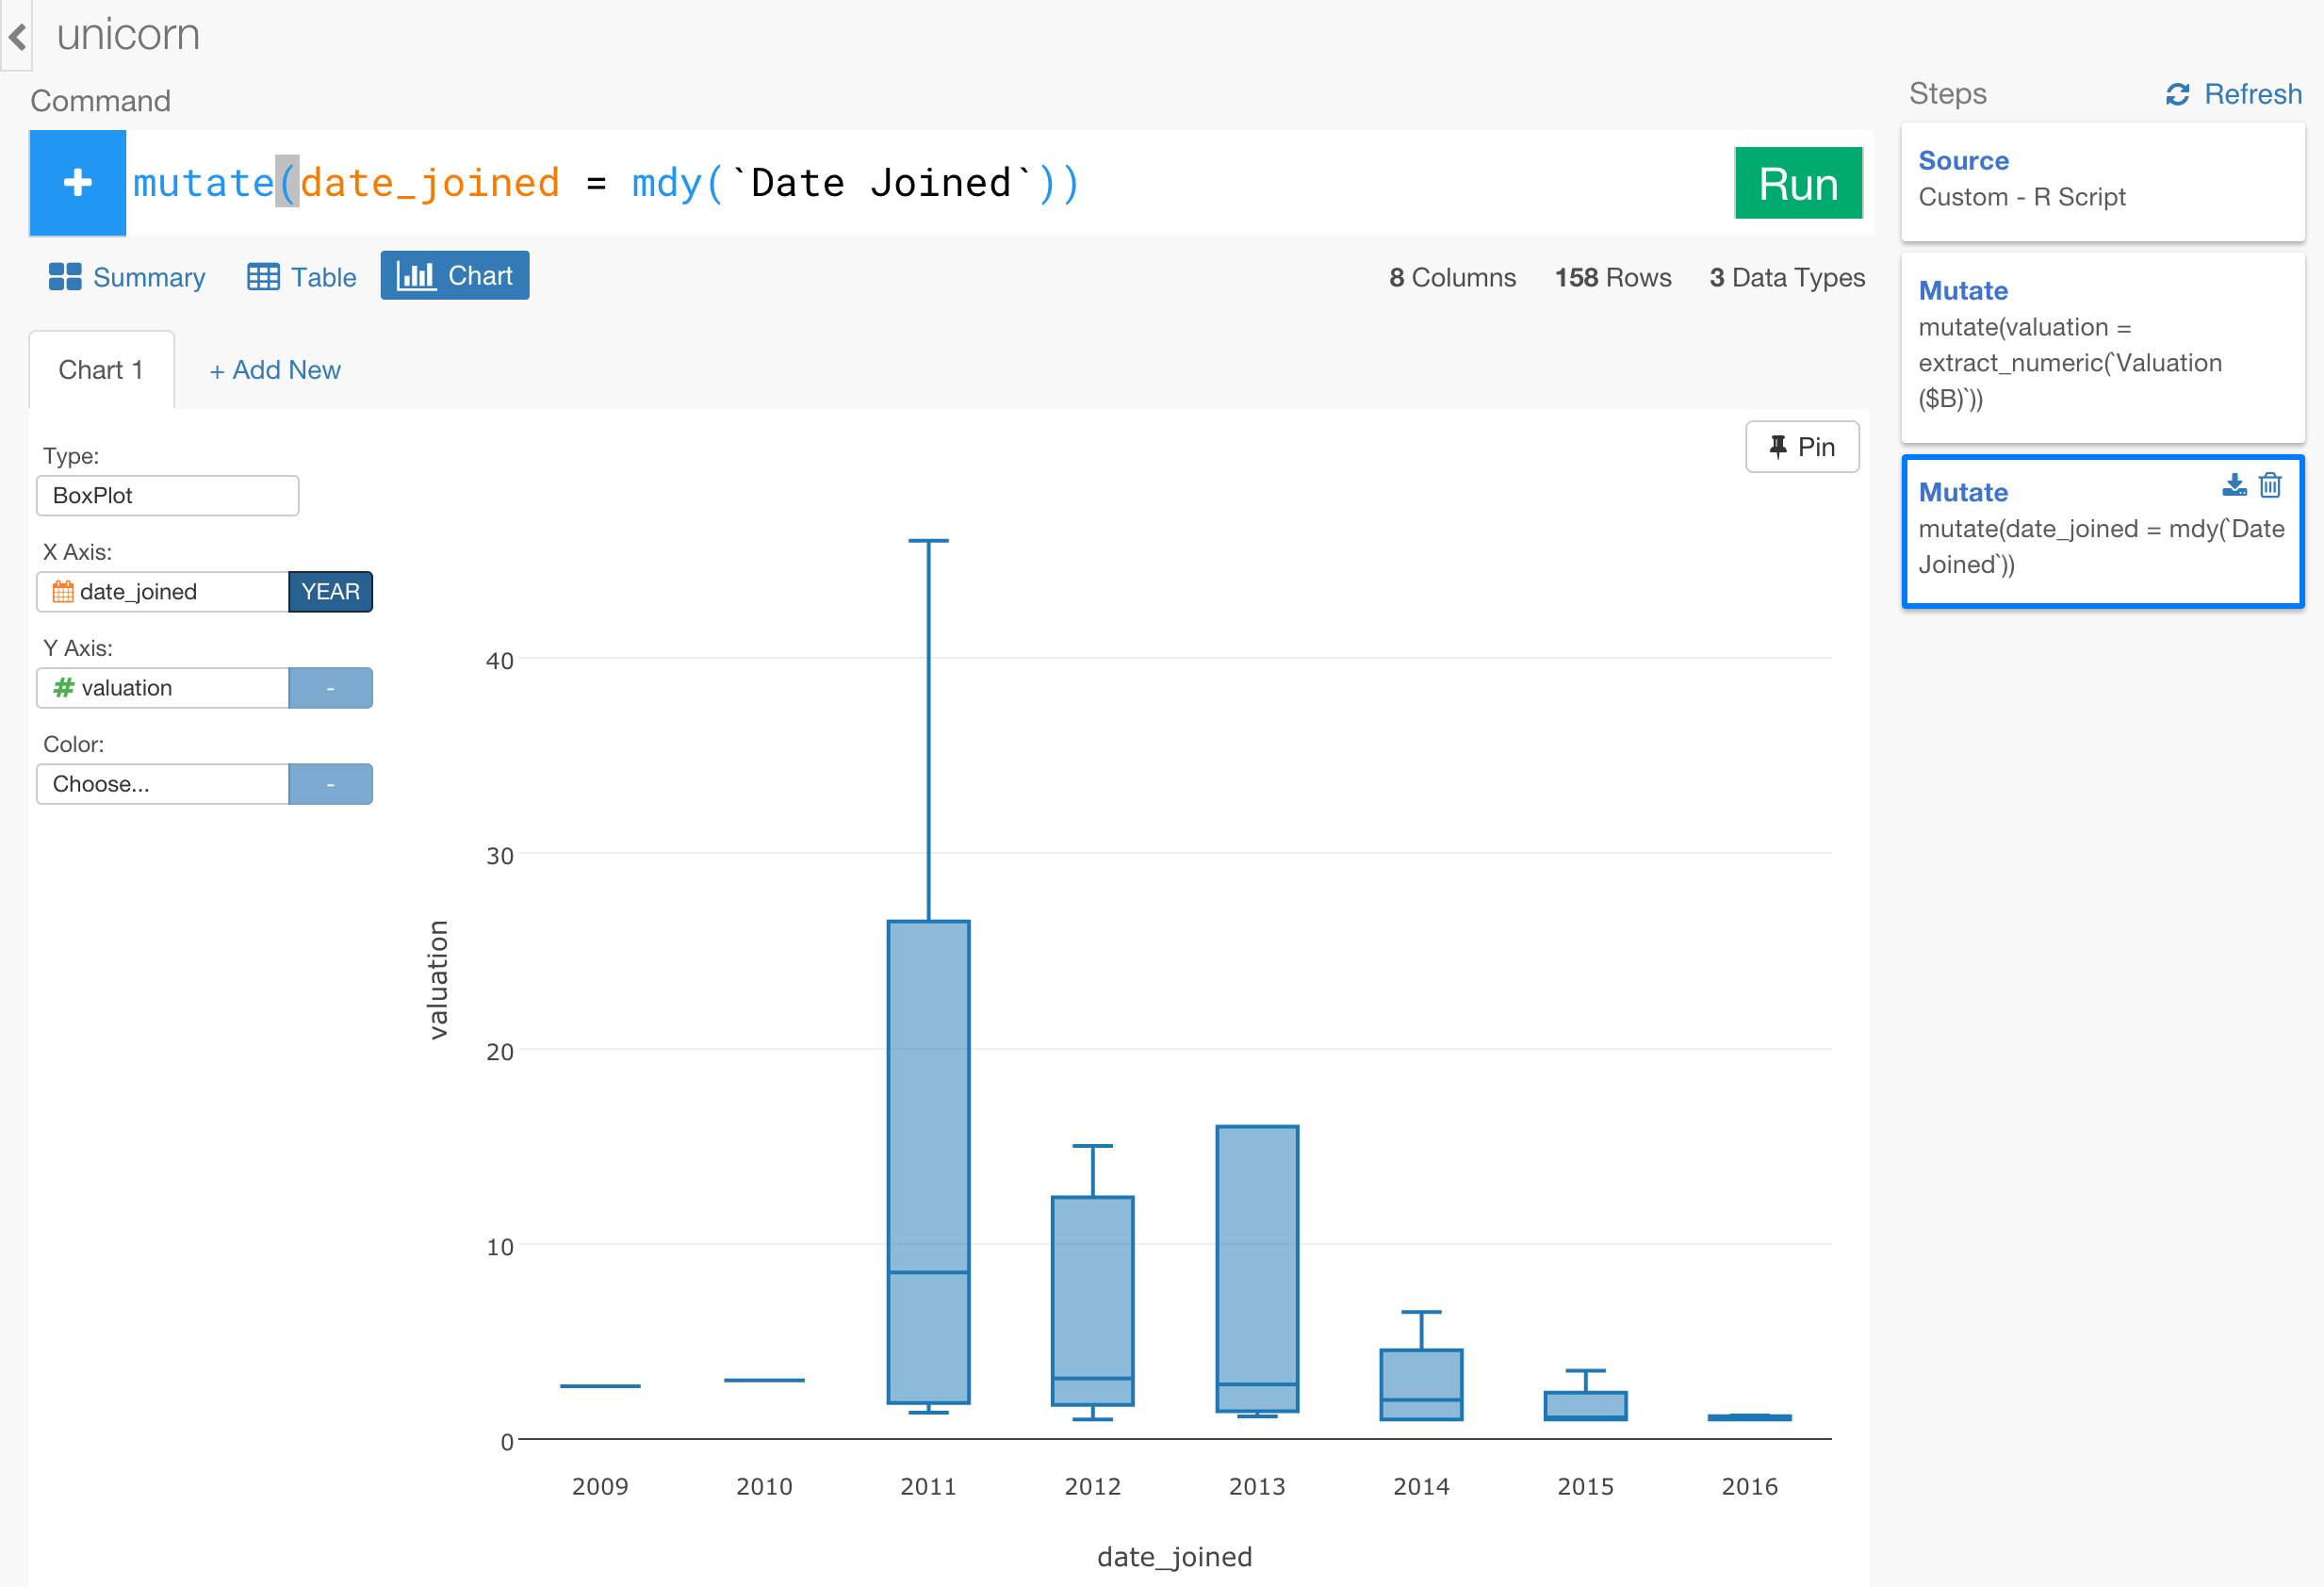 unicorn
Command
mutate(date_joined = mdy(`Date Joined`))
Run
Summary
Table
Chart
8 Columns 158 Rows 3 Data Types
Chart 1
+ Add New
Pin
Type:
BoxPlot
X Axis:
date_joined YEAR
Y Axis:
# valuation -
Color:
Choose... -
valuation
40
30
20
10
0
2009 2010 2011 2012 2013 2014 2015 2016
date_joined
Steps
Refresh
Source
Custom - R Script
Mutate
mutate(valuation =
extract_numeric(`Valuation
($B)`))
Mutate
mutate(date_joined = mdy(`Date
Joined`))